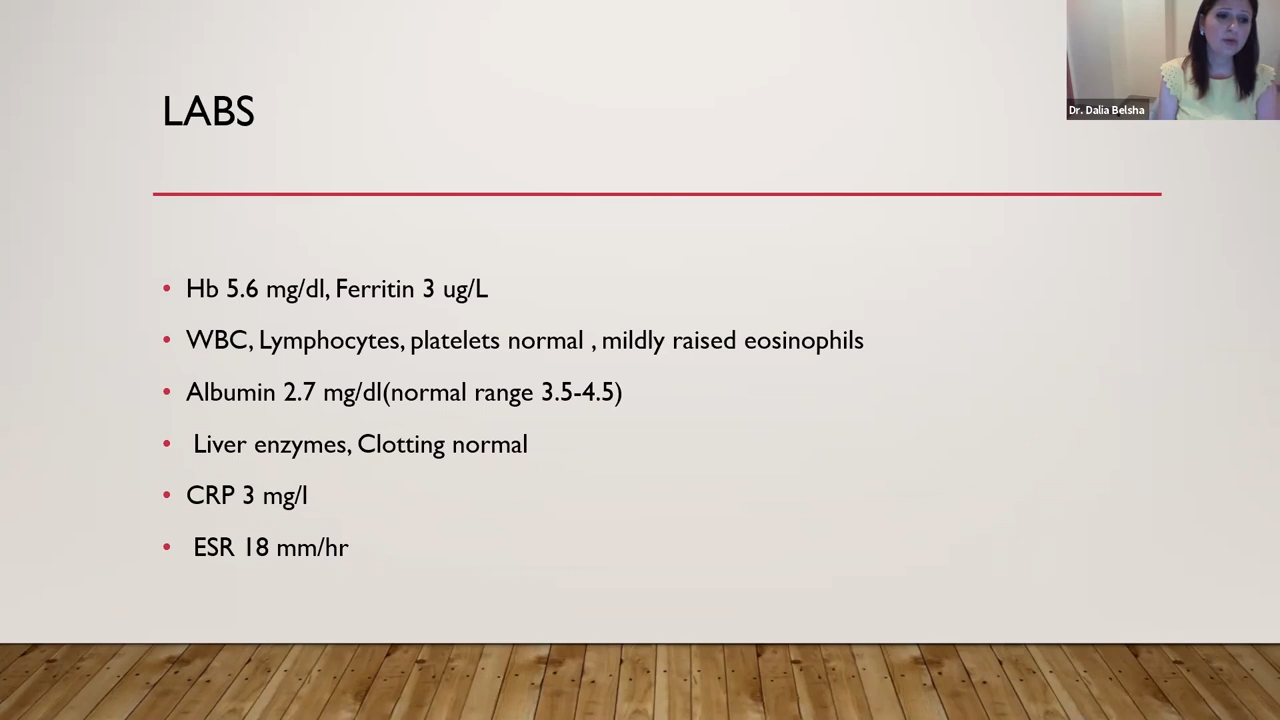 LABS
Dr. Dalia Belsha
• Hb 5.6 mg/dl, Ferritin 3 ug/L
• WBC, Lymphocytes, platelets normal , mildly raised eosinophils
• Albumin 2.7 mg/dl(normal range 3.5-4.5)
• Liver enzymes, Clotting normal
• CRP 3 mg/l
• ESR 18 mm/hr